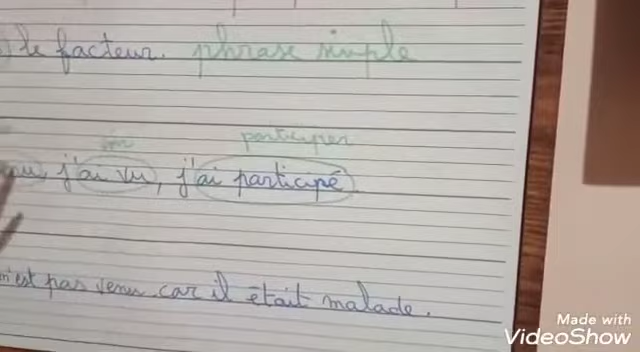 le facteur. phrase simple
voir participer
j'ai vu, j'ai participé
n'est pas venu car il était malade.
Made with
VideoShow